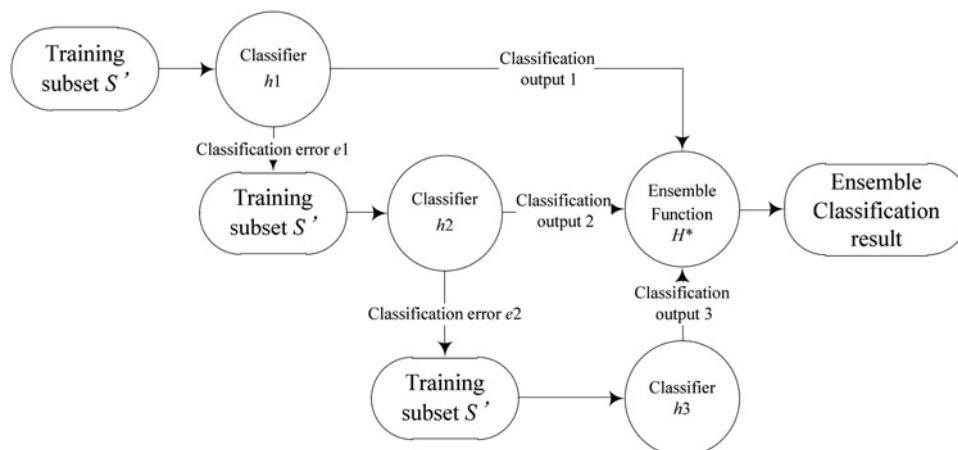 Training
subset S’
Classifier
h1
Classification
output 1
Classification error e1
Training
subset S’
Classifier
h2
Classification
output 2
Ensemble
Function
H*
Ensemble
Classification
result
Classification error e2
Classification
output 3
Training
subset S’
Classifier
h3